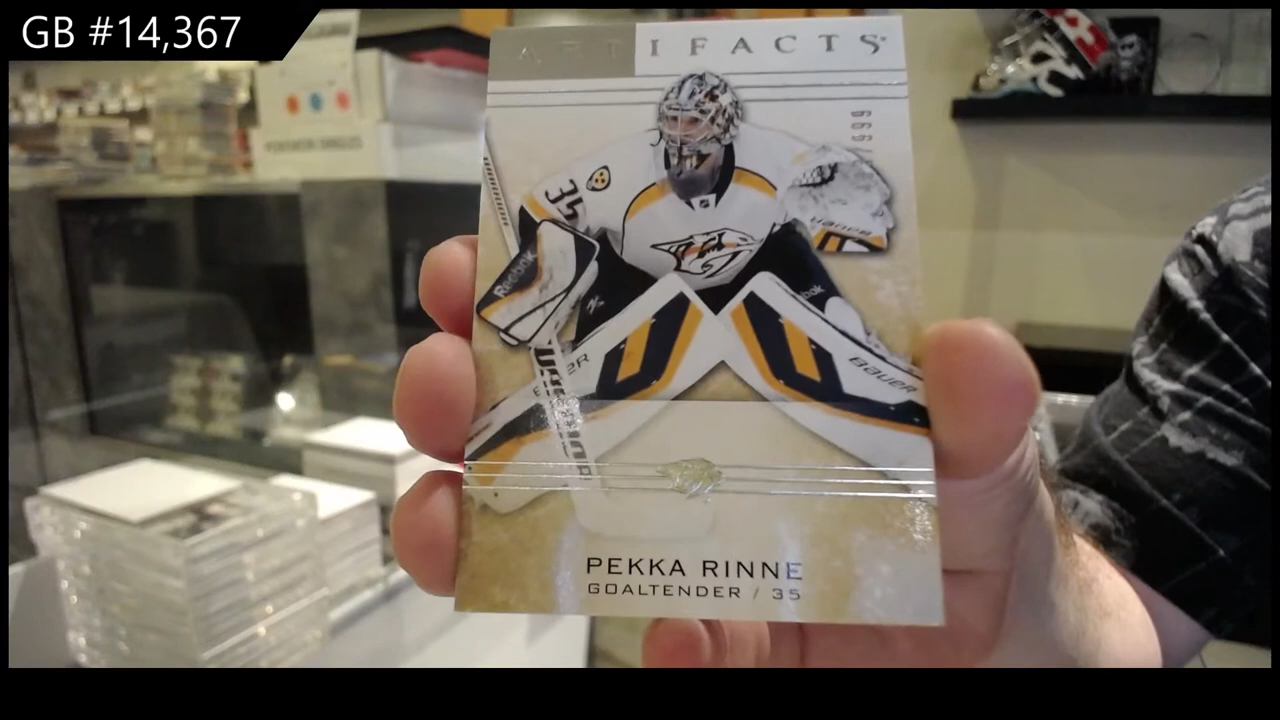 GB #14,367
ARTIFACTS
/999
35
Reebok
BAUER
PEKKA RINNE
GOALTENDER / 35